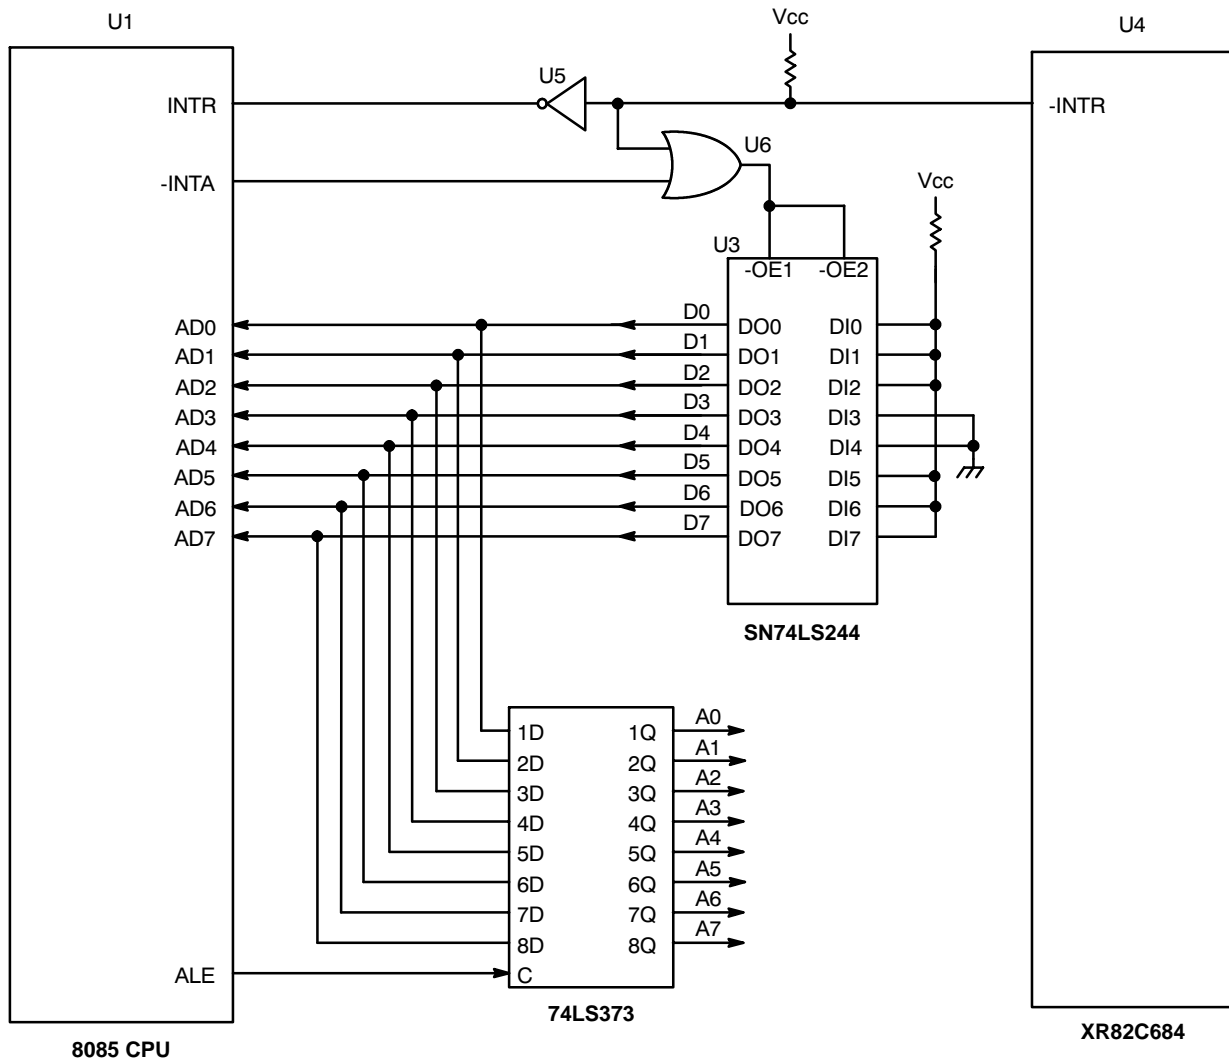 U1
Vcc
U4
U5
INTR
-INTR
U6
-INTA
Vcc
U3
-OE1
-OE2
AD0
D0
DO0
DI0
AD1
D1
DO1
DI1
AD2
D2
DO2
DI2
AD3
D3
DO3
DI3
AD4
D4
DO4
DI4
AD5
D5
DO5
DI5
AD6
D6
DO6
DI6
AD7
D7
DO7
DI7
SN74LS244
1D
1Q
A0
2D
2Q
A1
3D
3Q
A2
4D
4Q
A3
5D
5Q
A4
6D
6Q
A5
7D
7Q
A6
8D
8Q
A7
ALE
C
74LS373
XR82C684
8085 CPU